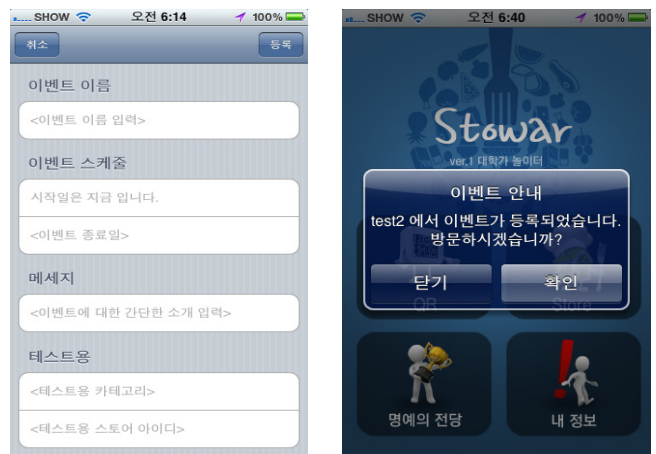 SHOW 오전 6:14 100%
취소 등록
이벤트 이름
<이벤트 이름 입력>
이벤트 스케줄
시작일은 지금 입니다.
<이벤트 종료일>
메세지
<이벤트에 대한 간단한 소개 입력>
테스트용
<테스트용 카테고리>
<테스트용 스토어 아이디>
SHOW 오전 6:40 100%
Stowar
ver.1 대학가 놀이터
이벤트 안내
test2 에서 이벤트가 등록되었습니다.
방문하시겠습니까?
닫기 확인
QR Store
명예의 전당 내 정보